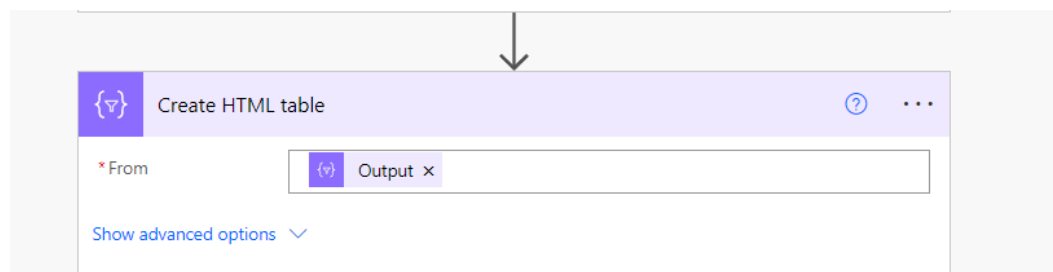 Create HTML table
* From
Output ×
Show advanced options